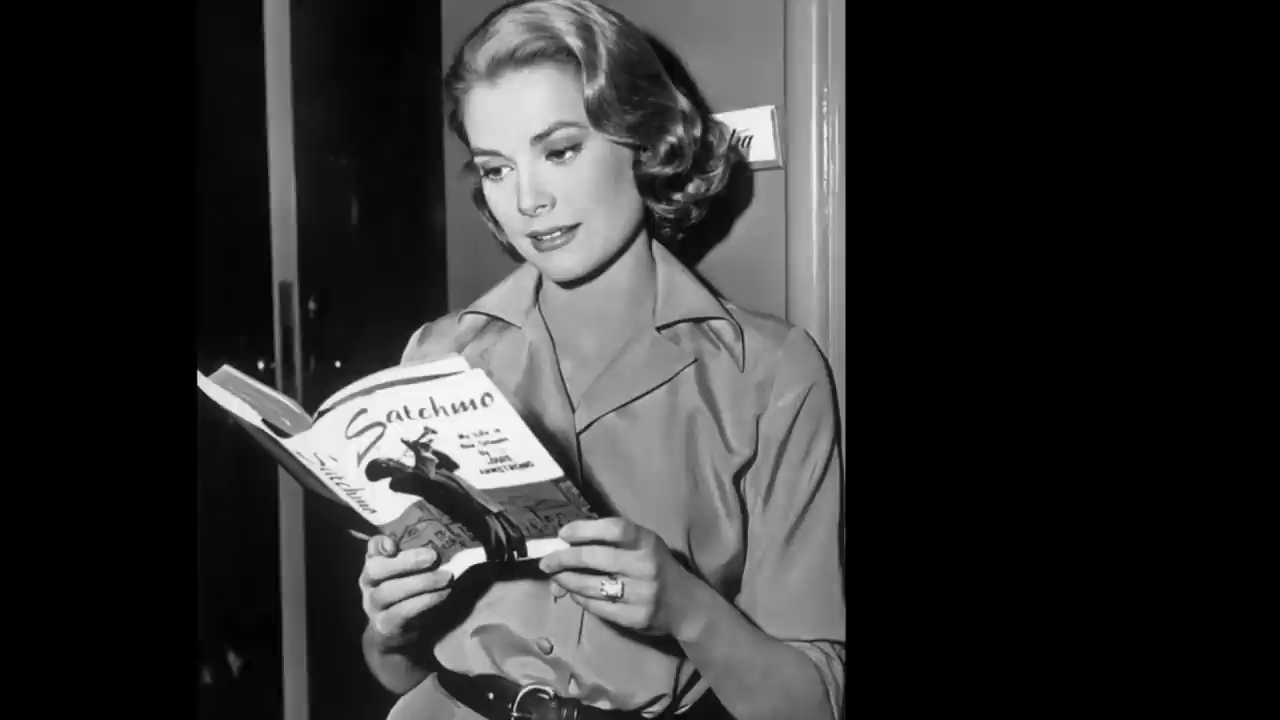 Satchmo
My Life in
New Orleans
by
LOUIS
ARMSTRONG
Satchmo